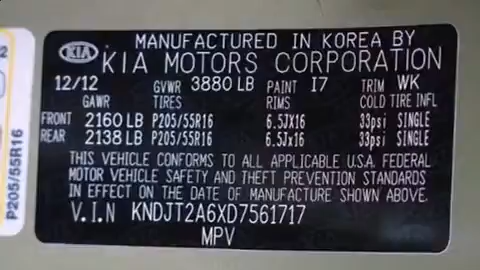 MANUFACTURED IN KOREA BY
KIA KIA MOTORS CORPORATION
12/12 GVWR 3880 LB PAINT I7 TRIM WK
GAWR TIRES RIMS COLD TIRE INFL
FRONT 2160 LB P205/55R16 6.5JX16 33psi SINGLE
REAR 2138 LB P205/55R16 6.5JX16 33psi SINGLE
THIS VEHICLE CONFORMS TO ALL APPLICABLE U.S.A. FEDERAL
MOTOR VEHICLE SAFETY AND THEFT PREVENTION STANDARDS
IN EFFECT ON THE DATE OF MANUFACTURE SHOWN ABOVE.
V.I.N KNDJT2A6XD7561717
MPV
P205/55R16
2